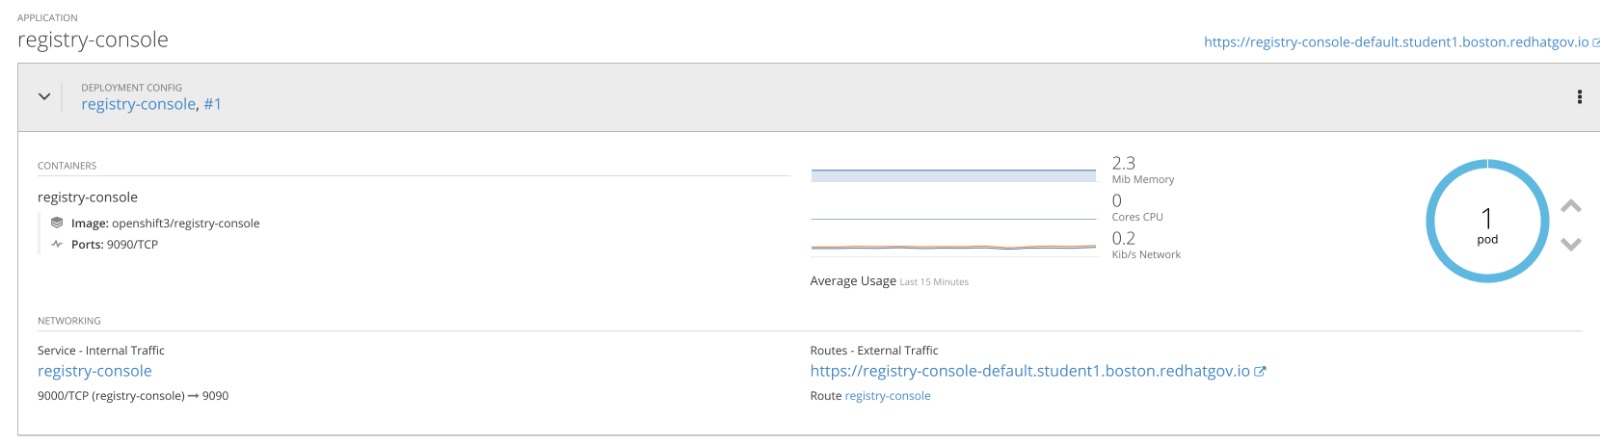 APPLICATION
registry-console
https://registry-console-default.student1.boston.redhatgov.io
DEPLOYMENT CONFIG
registry-console, #1
CONTAINERS
registry-console
Image: openshift3/registry-console
Ports: 9090/TCP
2.3
Mib Memory
0
Cores CPU
0.2
Kib/s Network
Average Usage Last 15 Minutes
1
pod
NETWORKING
Service - Internal Traffic
registry-console
9000/TCP (registry-console) → 9090
Routes - External Traffic
https://registry-console-default.student1.boston.redhatgov.io
Route registry-console